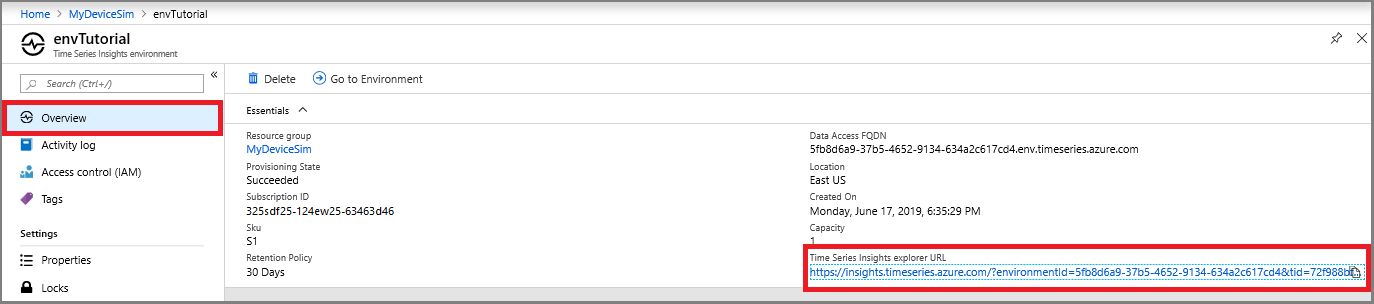 Home > MyDeviceSim > envTutorial
envTutorial
Time Series Insights environment
Search (Ctrl+/)
Overview
Activity log
Access control (IAM)
Tags
Settings
Properties
Locks
Delete Go to Environment
Essentials
Resource group
MyDeviceSim
Provisioning State
Succeeded
Subscription ID
325sdf25-124ew25-63463d46
Sku
S1
Retention Policy
30 Days
Data Access FQDN
5fb8d6a9-37b5-4652-9134-634a2c617cd4.env.timeseries.azure.com
Location
East US
Created On
Monday, June 17, 2019, 6:35:29 PM
Capacity
1
Time Series Insights explorer URL
https://insights.timeseries.azure.com/?environmentId=5fb8d6a9-37b5-4652-9134-634a2c617cd4&tid=72f988b